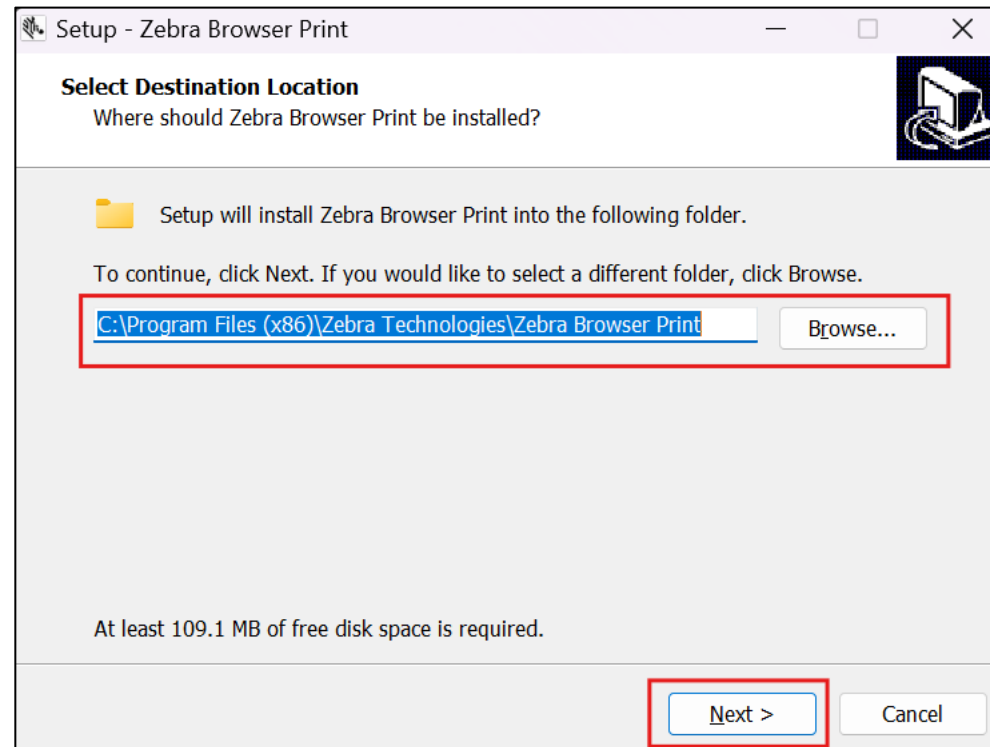 Setup - Zebra Browser Print
Select Destination Location
Where should Zebra Browser Print be installed?
Setup will install Zebra Browser Print into the following folder.
To continue, click Next. If you would like to select a different folder, click Browse.
C:\Program Files (x86)\Zebra Technologies\Zebra Browser Print
Browse...
At least 109.1 MB of free disk space is required.
Next >
Cancel